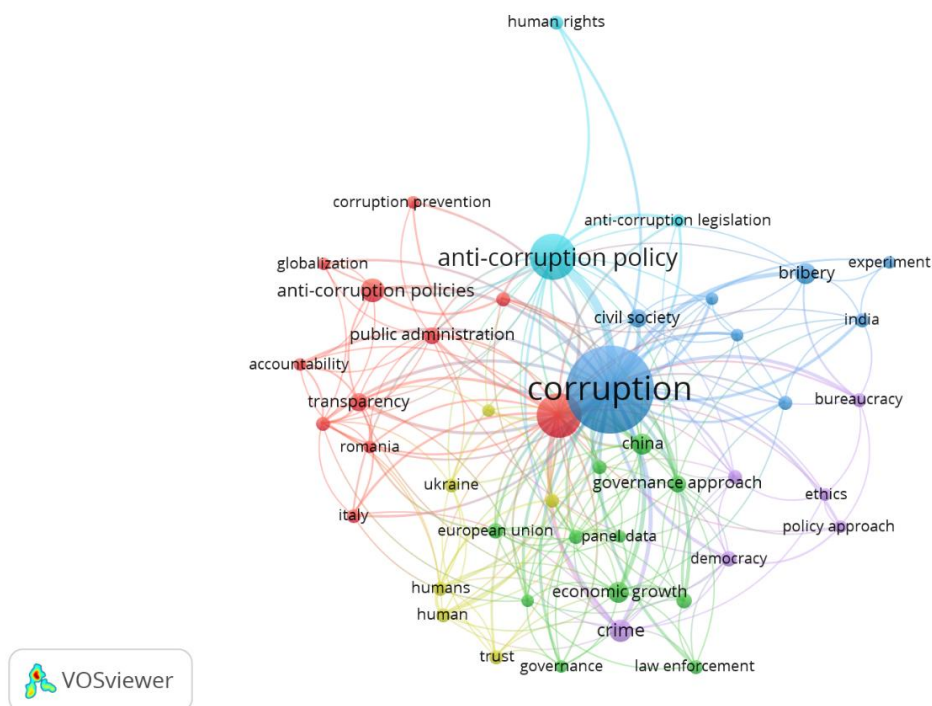 human rights
corruption prevention
anti-corruption legislation
globalization
anti-corruption policy
bribery
experiment
anti-corruption policies
civil society
india
public administration
accountability
corruption
transparency
bureaucracy
romania
china
ukraine
governance approach
ethics
italy
european union
panel data
policy approach
democracy
humans
economic growth
human
crime
trust
governance
law enforcement
VOSviewer